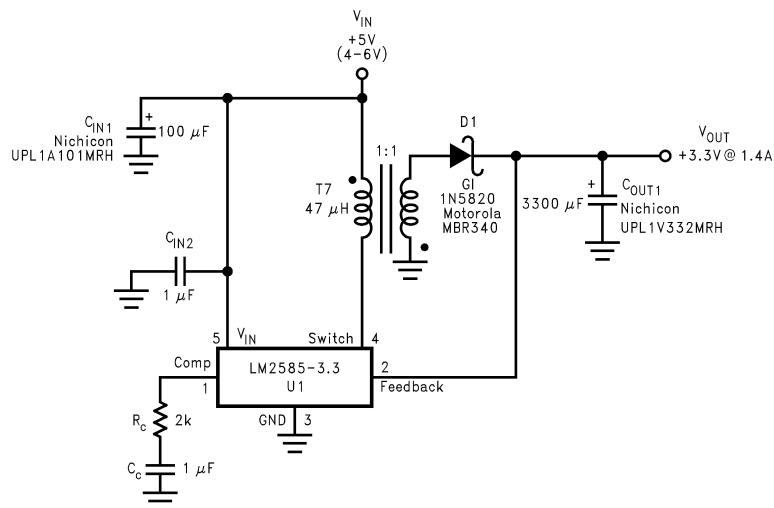 V_IN
+5V
(4-6V)
C_IN1
Nichicon
UPL1A101MRH
+
100 µF
1:1
D1
V_OUT
+3.3V@ 1.4A
T7
47 µH
GI
1N5820
Motorola
MBR340
3300 µF
+
C_OUT1
Nichicon
UPL1V332MRH
C_IN2
1 µF
5
V_IN
Switch
4
Comp
1
LM2585-3.3
U1
2
Feedback
GND
3
R_c
2k
C_c
1 µF